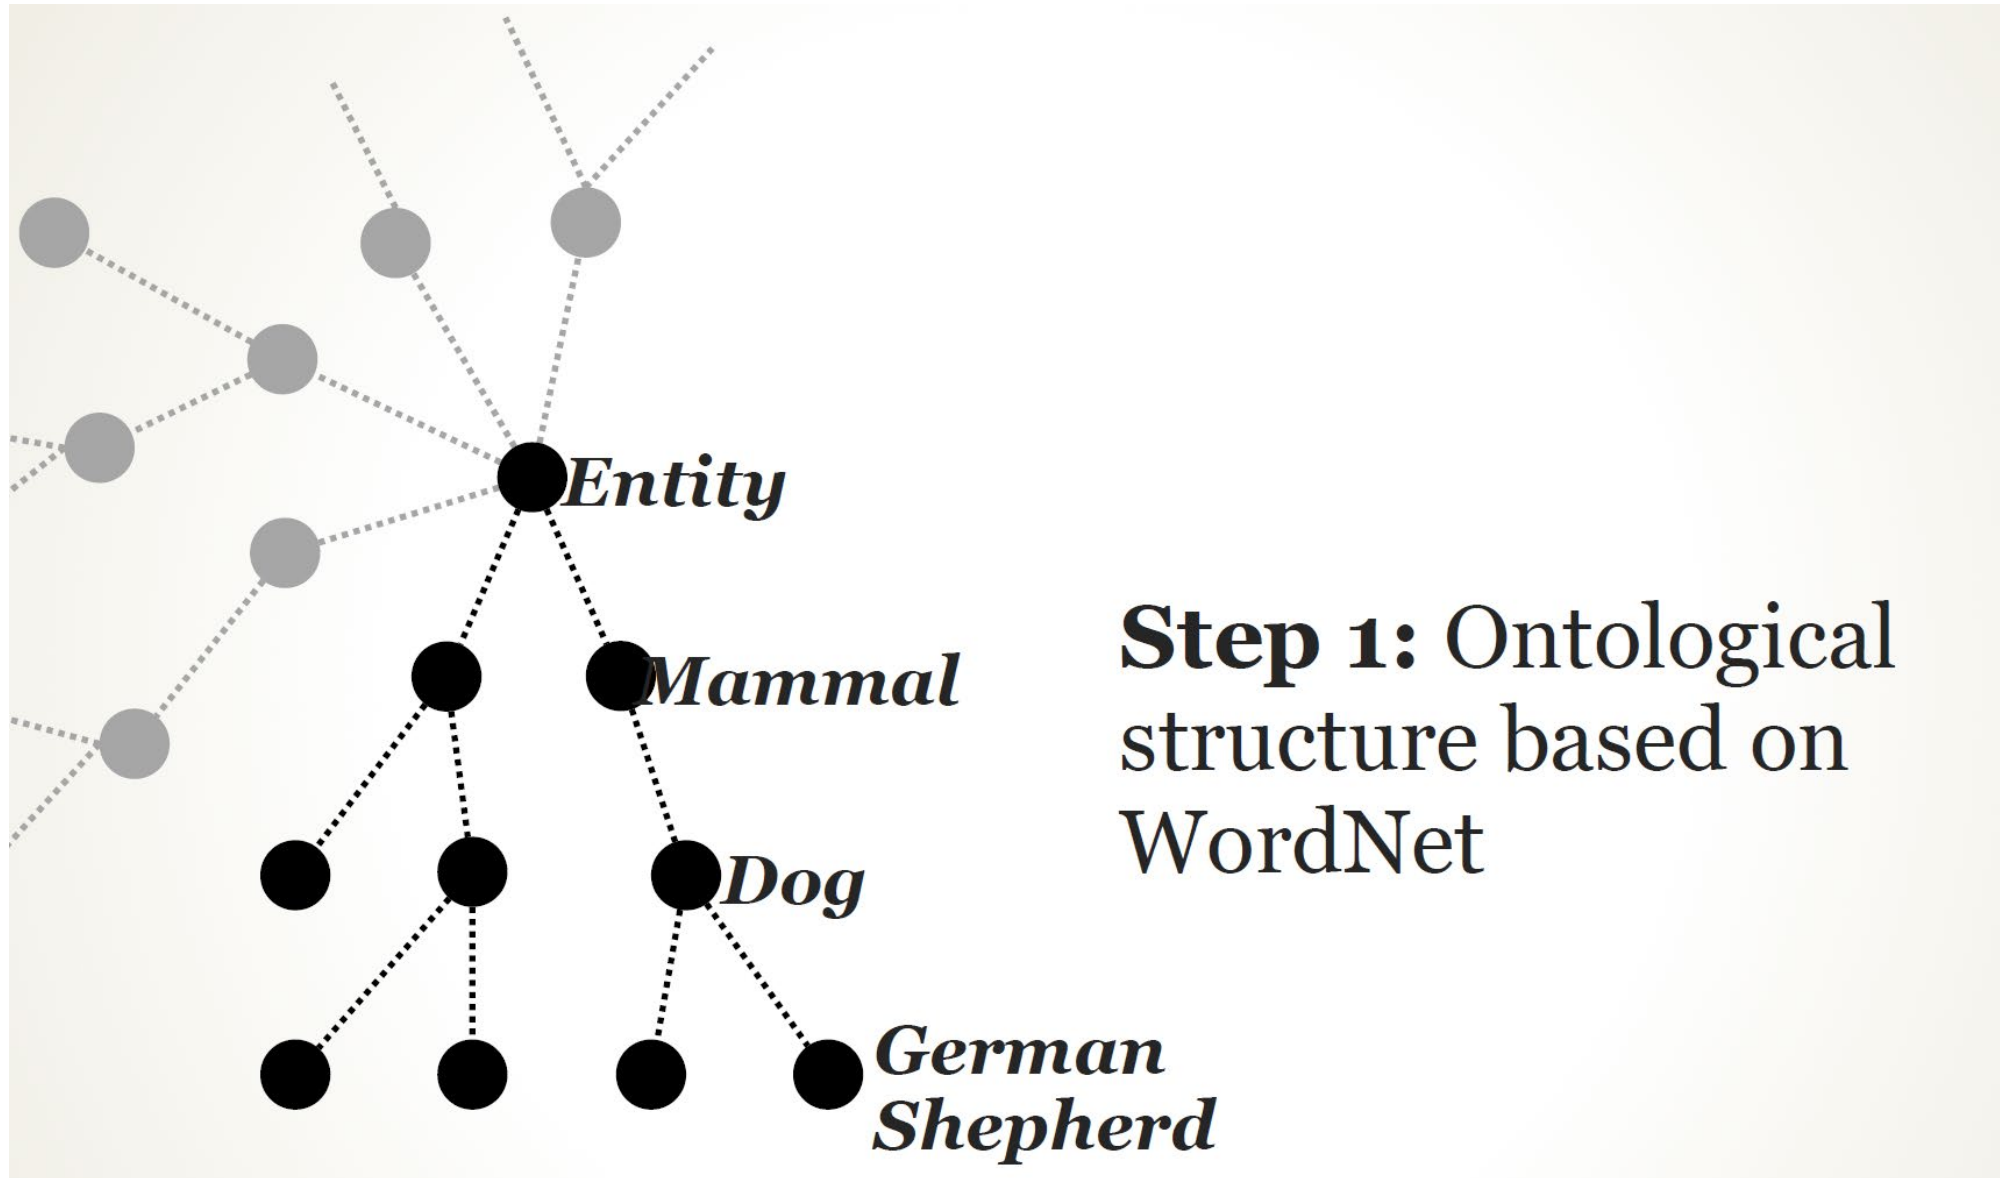 Entity
Mammal
Dog
German
Shepherd
Step 1: Ontological
structure based on
WordNet